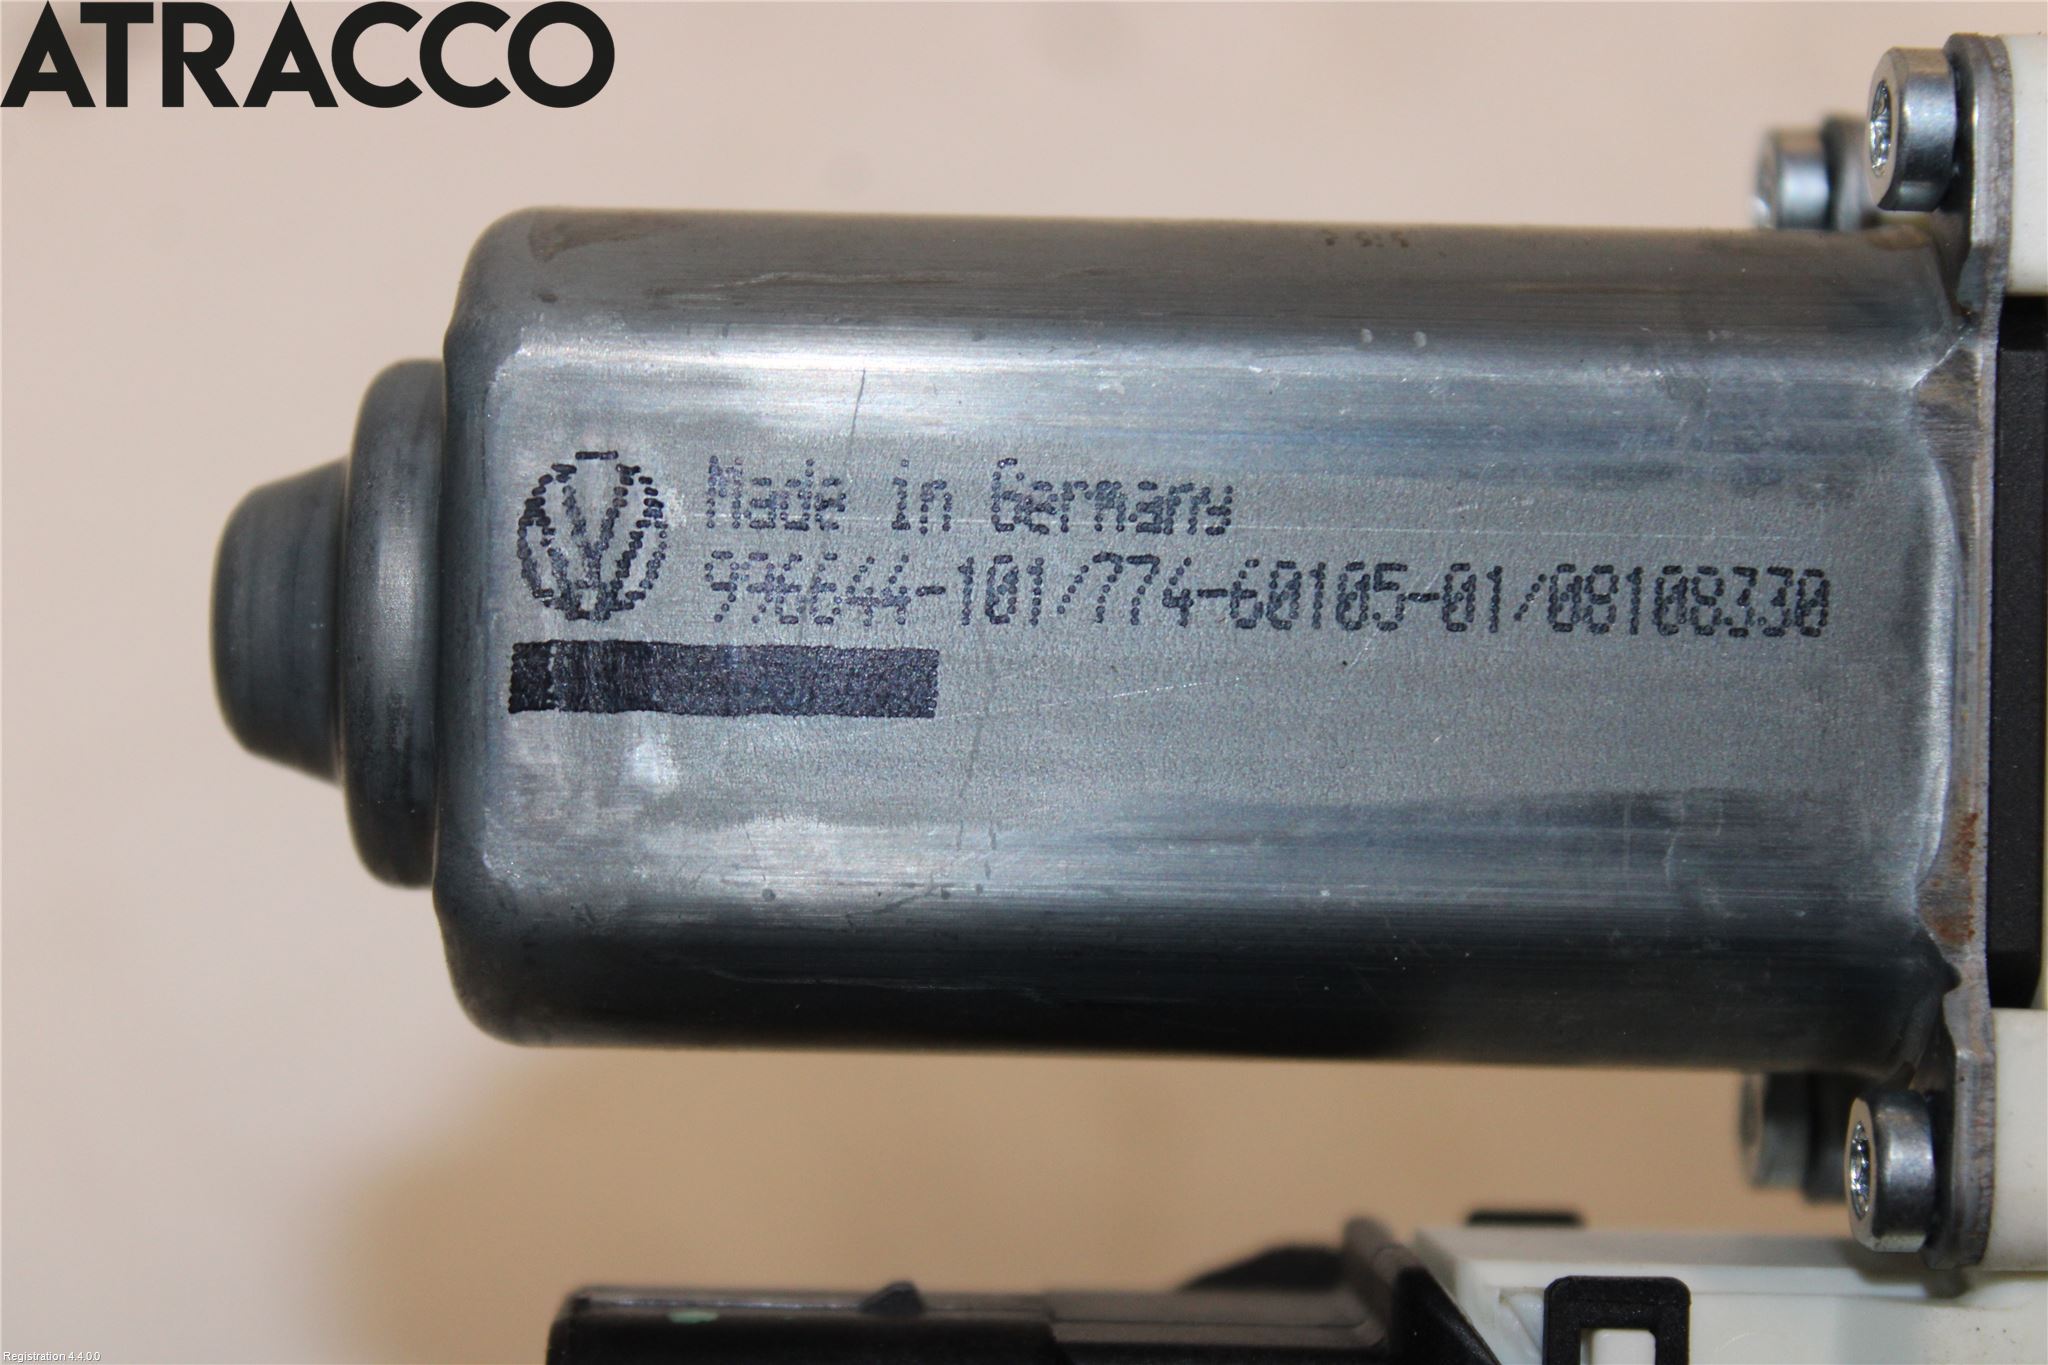 ATRACCO
Made in Germany
996644-101/774-60105-01/08108330
Registration 4.4.0.0